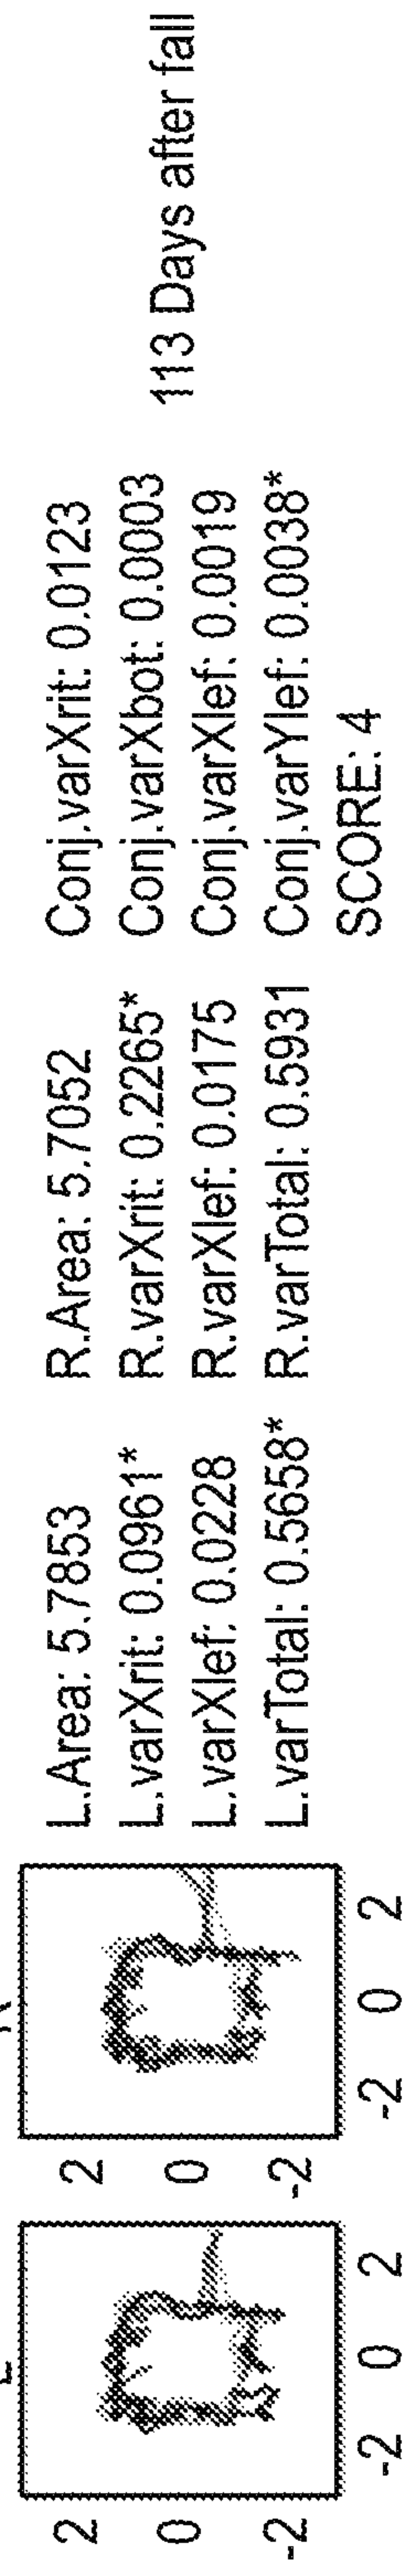 2
0
-2
-2 0 2
2
0
-2
-2 0 2
L.Area: 5.7853
L.varXrit: 0.0961*
L.varXlef: 0.0228
L.varTotal: 0.5658*
R.Area: 5.7052
R.varXrit: 0.2265*
R.varXlef: 0.0175
R.varTotal: 0.5931
Conj.varXrit: 0.0123
Conj.varXbot: 0.0003
Conj.varXlef: 0.0019
Conj.varYlef: 0.0038*
SCORE: 4
113 Days after fall